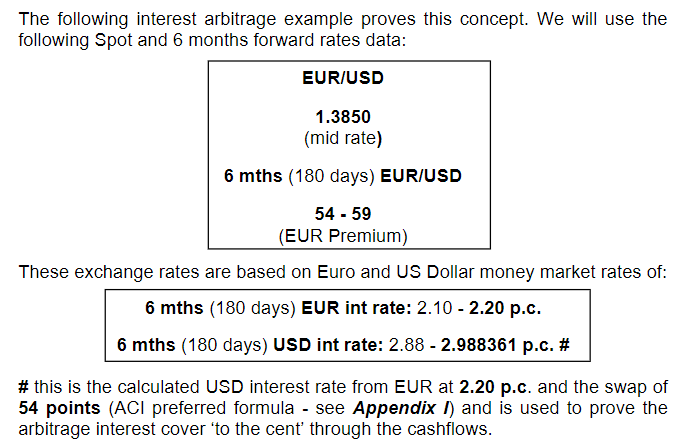 The following interest arbitrage example proves this concept. We will use the
following Spot and 6 months forward rates data:
EUR/USD
1.3850
(mid rate)
6 mths (180 days) EUR/USD
54 - 59
(EUR Premium)
These exchange rates are based on Euro and US Dollar money market rates of:
6 mths (180 days) EUR int rate: 2.10 - 2.20 p.c.
6 mths (180 days) USD int rate: 2.88 - 2.988361 p.c. #
# this is the calculated USD interest rate from EUR at 2.20 p.c. and the swap of
54 points (ACI preferred formula - see Appendix I) and is used to prove the
arbitrage interest cover ‘to the cent’ through the cashflows.